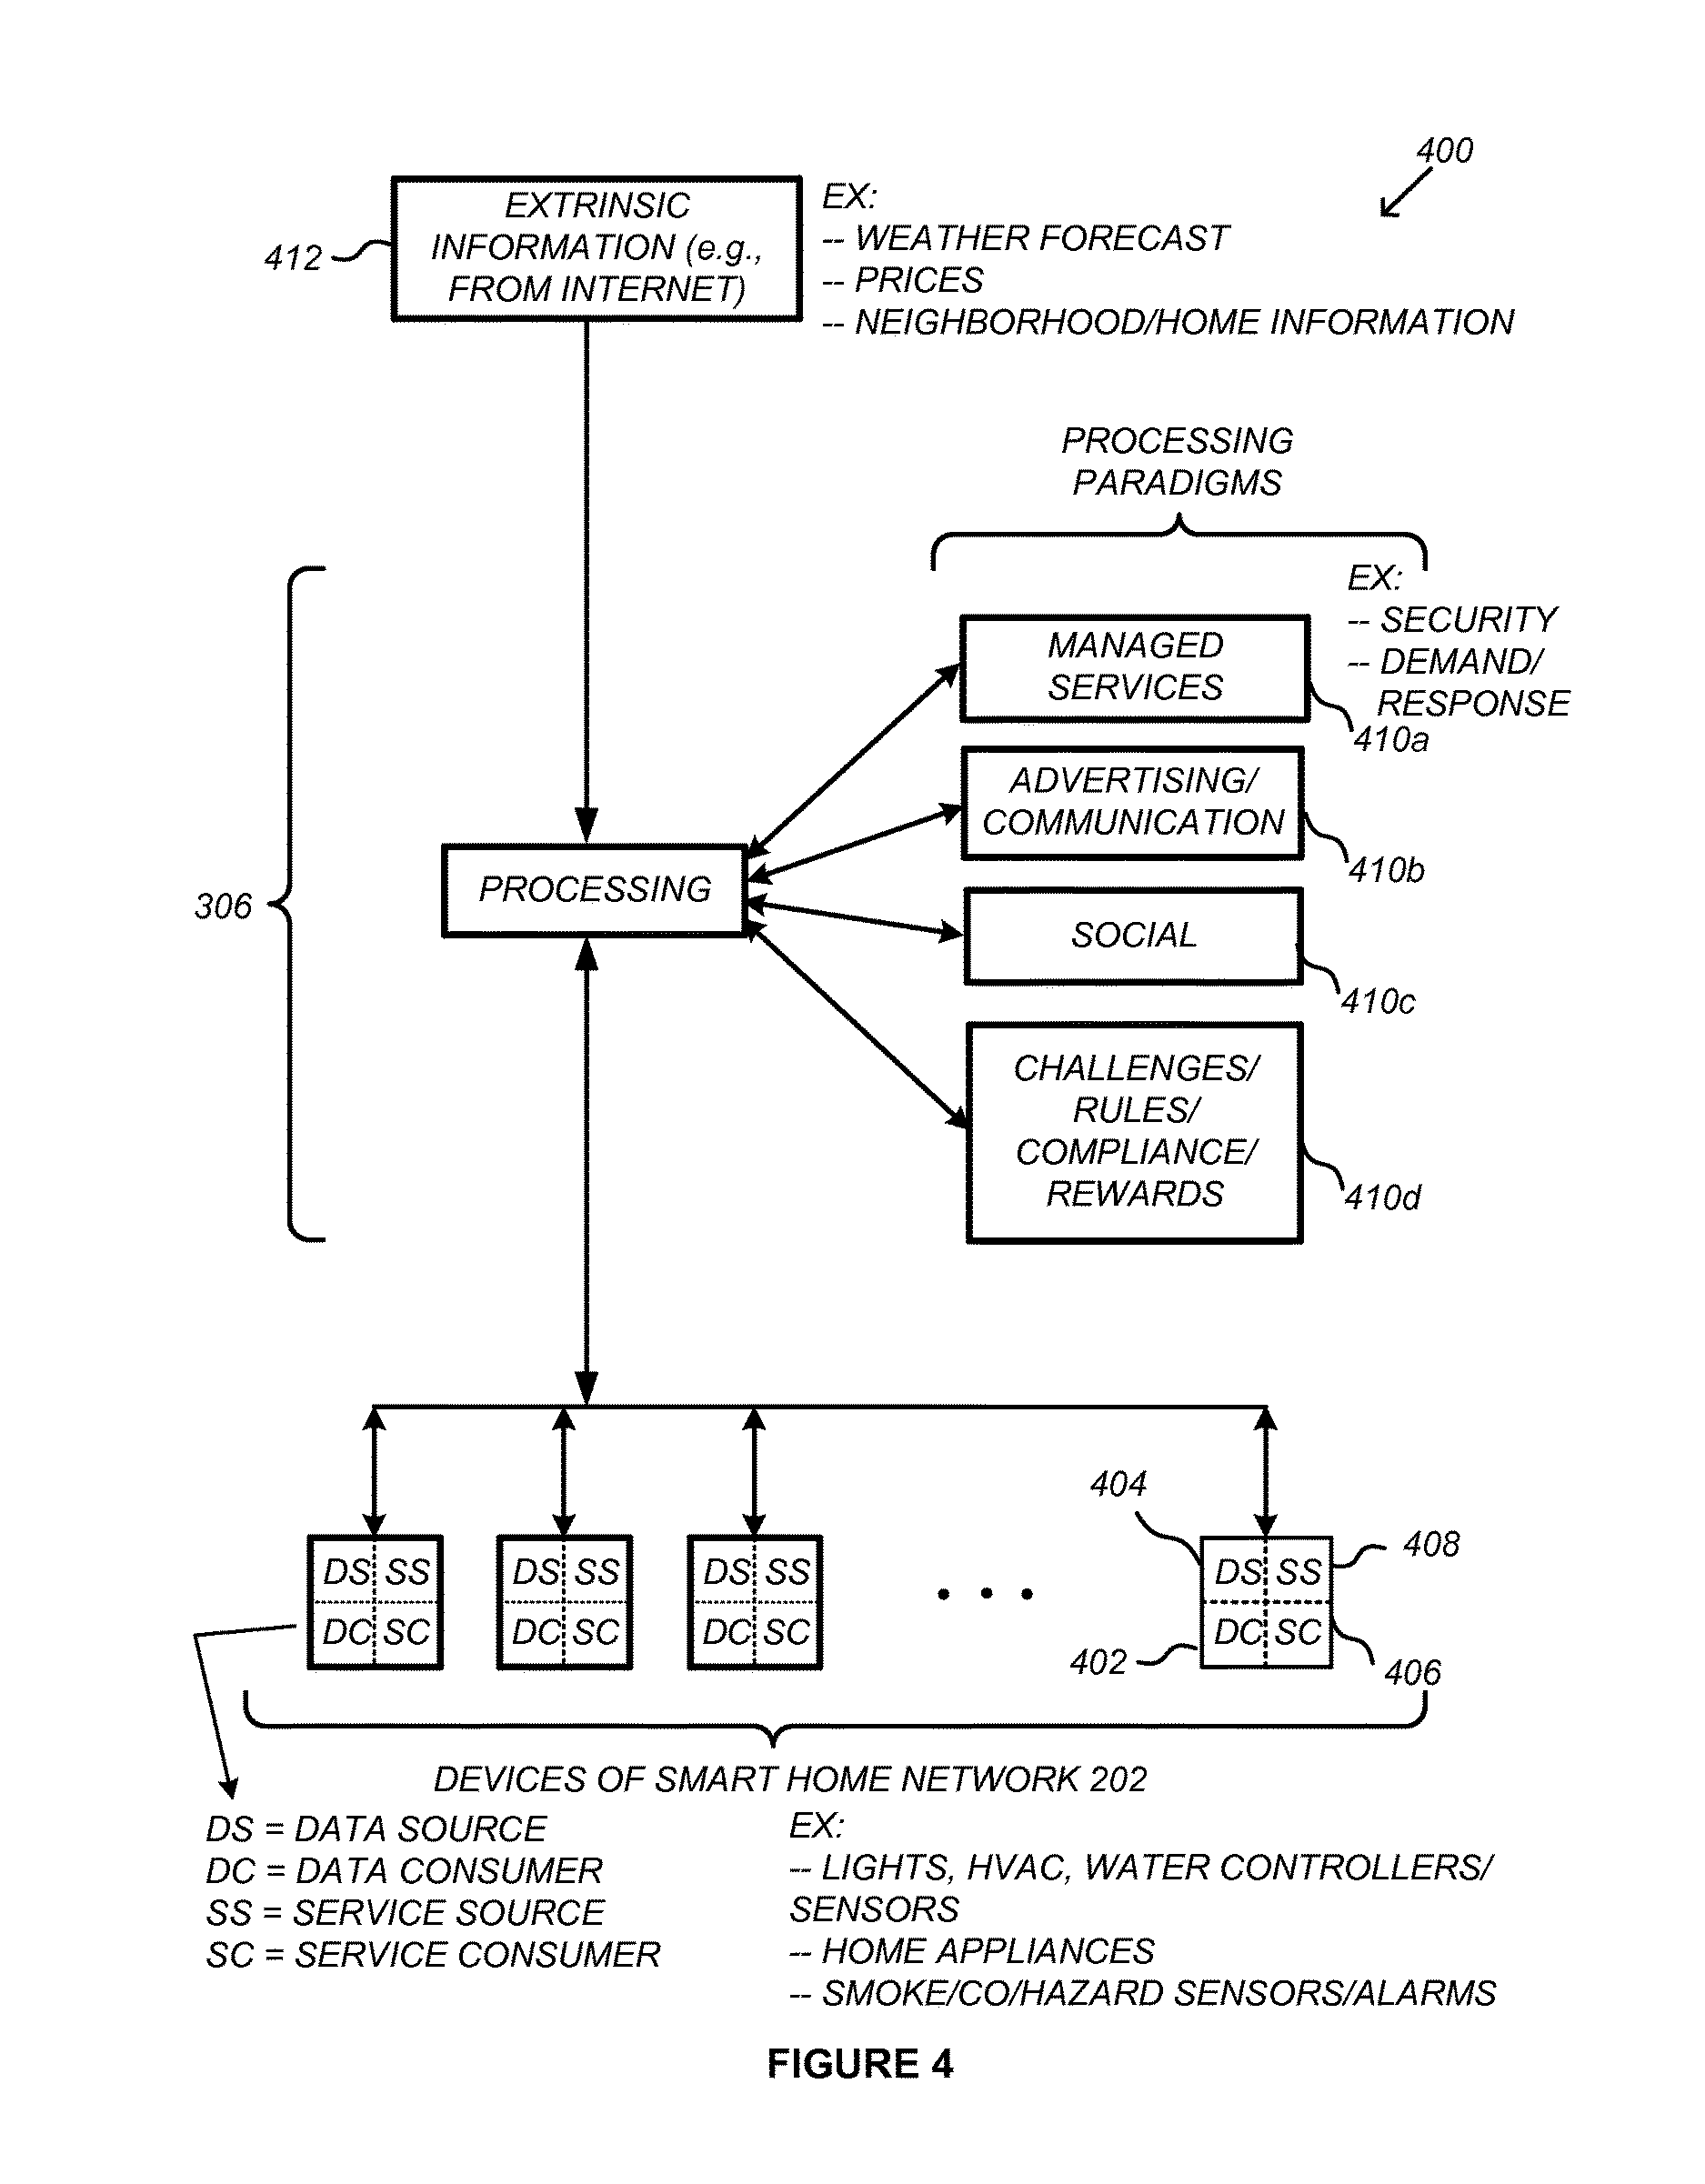 400
EXTRINSIC
INFORMATION (e.g.,
FROM INTERNET)
412
EX:
-- WEATHER FORECAST
-- PRICES
-- NEIGHBORHOOD/HOME INFORMATION
PROCESSING
PARADIGMS
EX:
-- SECURITY
-- DEMAND/
RESPONSE
MANAGED
SERVICES
410a
ADVERTISING/
COMMUNICATION
410b
PROCESSING
306
SOCIAL
410c
CHALLENGES/
RULES/
COMPLIANCE/
REWARDS
410d
DS SS
DC SC
DS SS
DC SC
DS SS
DC SC
404
DS SS
DC SC
408
402
406
DEVICES OF SMART HOME NETWORK 202
DS = DATA SOURCE
DC = DATA CONSUMER
SS = SERVICE SOURCE
SC = SERVICE CONSUMER
EX:
-- LIGHTS, HVAC, WATER CONTROLLERS/
SENSORS
-- HOME APPLIANCES
-- SMOKE/CO/HAZARD SENSORS/ALARMS
FIGURE 4